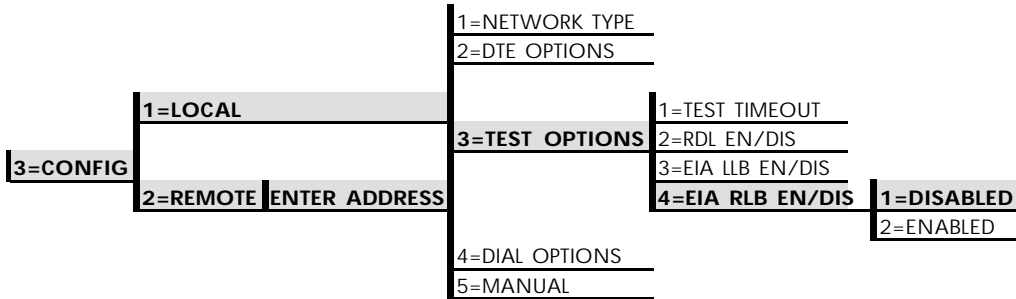 3=CONFIG
1=LOCAL
2=REMOTE
ENTER ADDRESS
1=NETWORK TYPE
2=DTE OPTIONS
3=TEST OPTIONS
4=DIAL OPTIONS
5=MANUAL
1=TEST TIMEOUT
2=RDL EN/DIS
3=EIA LLB EN/DIS
4=EIA RLB EN/DIS
1=DISABLED
2=ENABLED